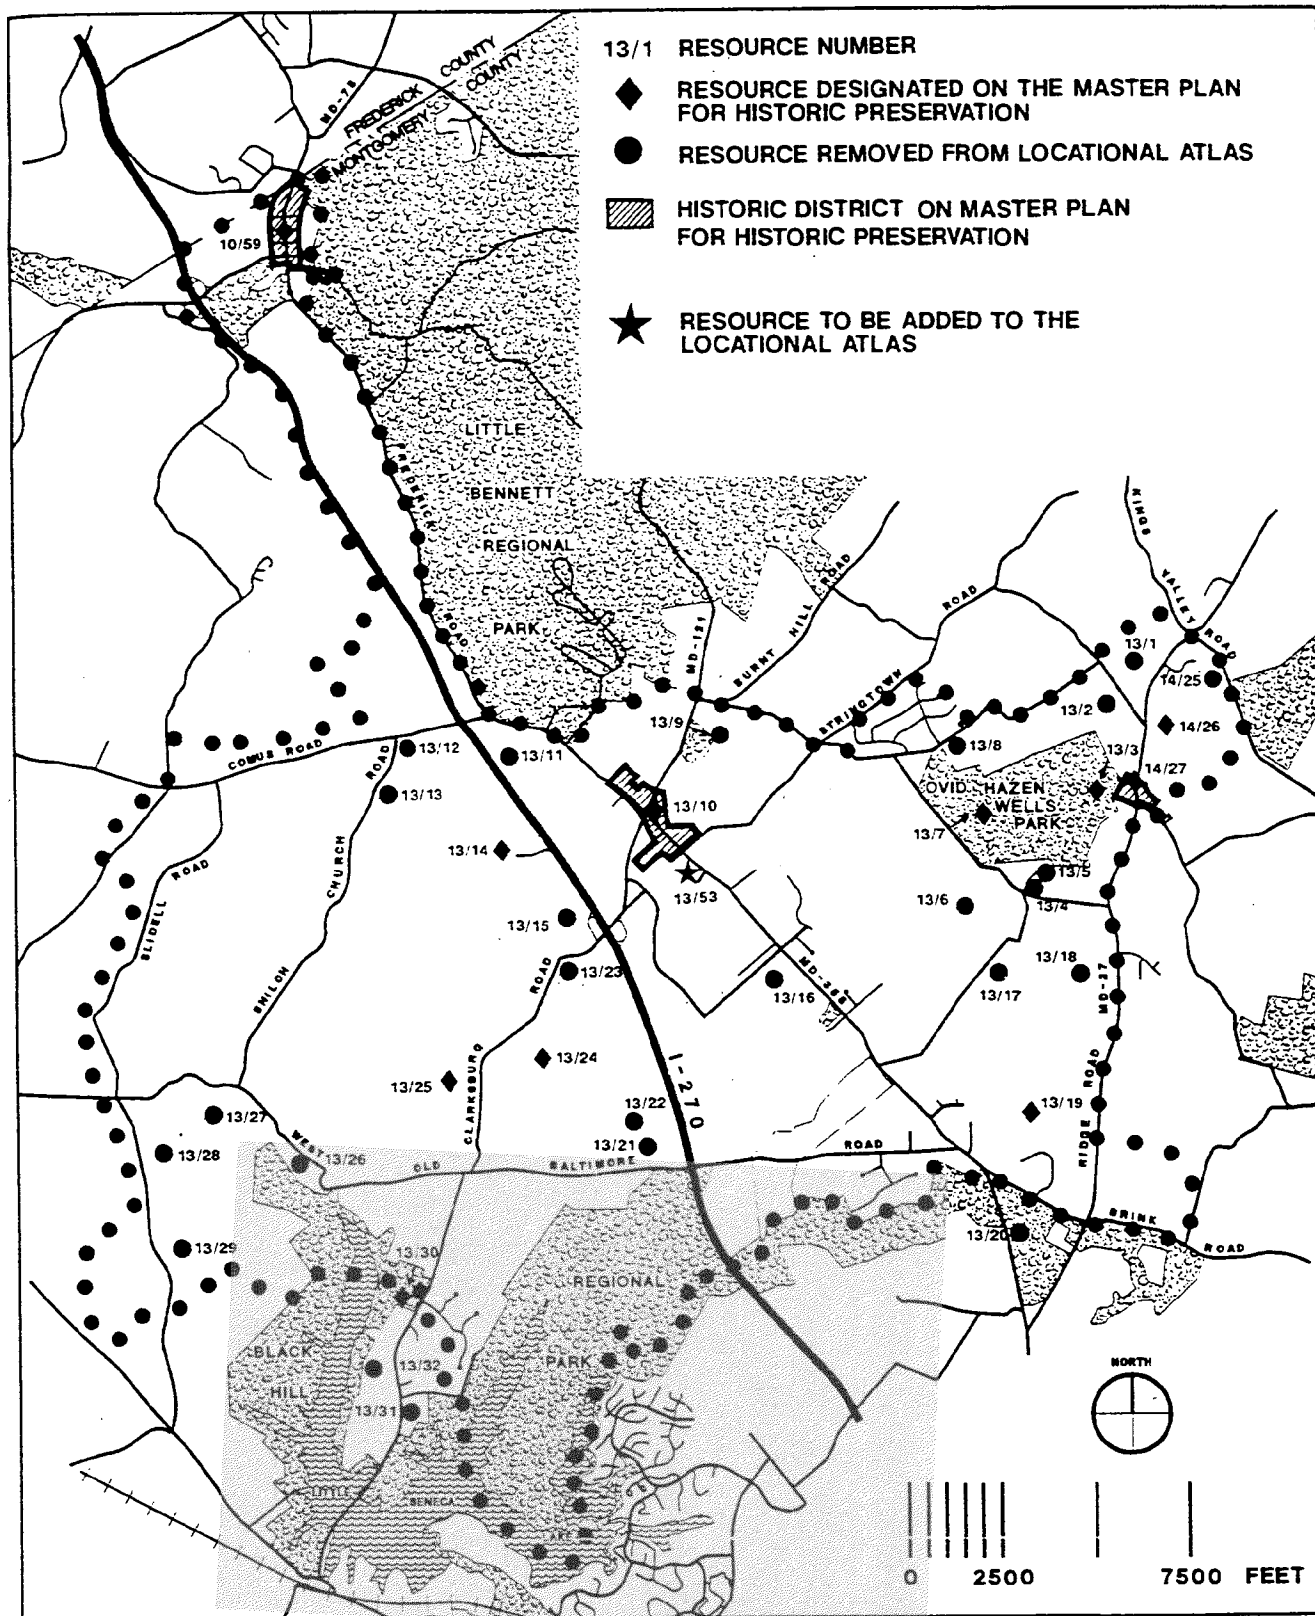 13/1 RESOURCE NUMBER
RESOURCE DESIGNATED ON THE MASTER PLAN
FOR HISTORIC PRESERVATION
RESOURCE REMOVED FROM LOCATIONAL ATLAS
HISTORIC DISTRICT ON MASTER PLAN
FOR HISTORIC PRESERVATION
RESOURCE TO BE ADDED TO THE
LOCATIONAL ATLAS
FREDERICK COUNTY
MONTGOMERY COUNTY
10/59
LITTLE
BENNETT
REGIONAL
PARK
FREDERICK
ROAD
MD-121
BURNT HILL ROAD
STRINGTOWN
ROAD
KINGS
VALLEY
ROAD
13/1
14/25
13/2
14/26
13/9
13/8
13/3
14/27
COMUS ROAD
ROAD
13/12
13/11
13/13
13/10
OVID HAZEN
WELLS
PARK
13/7
13/14
CHURCH
SHILOH
SLIDELL
ROAD
13/53
13/5
13/4
13/6
13/15
13/23
ROAD
13/16
MD-355
13/17
13/18
MD-27
13/24
13/25
CLARKSBURG
I-270
13/19
RIDGE ROAD
13/22
13/21
13/27
13/28
WEST
13/26
OLD
BALTIMORE
ROAD
BRINK
ROAD
13/20
13/29
13/30
REGIONAL
BLACK
HILL
PARK
13/32
13/31
LITTLE
SENECA
NORTH
0 2500 7500 FEET